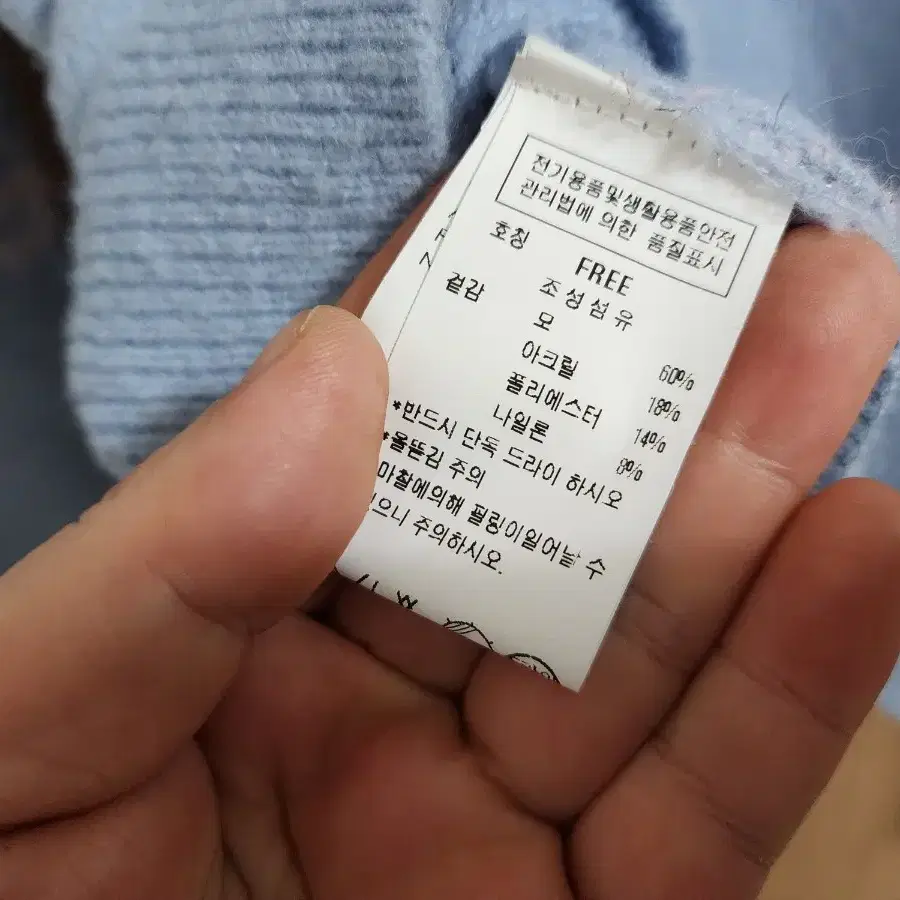 전기용품및생활용품안전
관리법에 의한 품질표시
호칭
FREE
겉감 조성섬유
모 60%
아크릴 18%
폴리에스터 14%
나일론 8%
*반드시 단독 드라이 하시오
*올뜯김 주의
마찰에의해 필링이일어날 수
있으니 주의하시오.